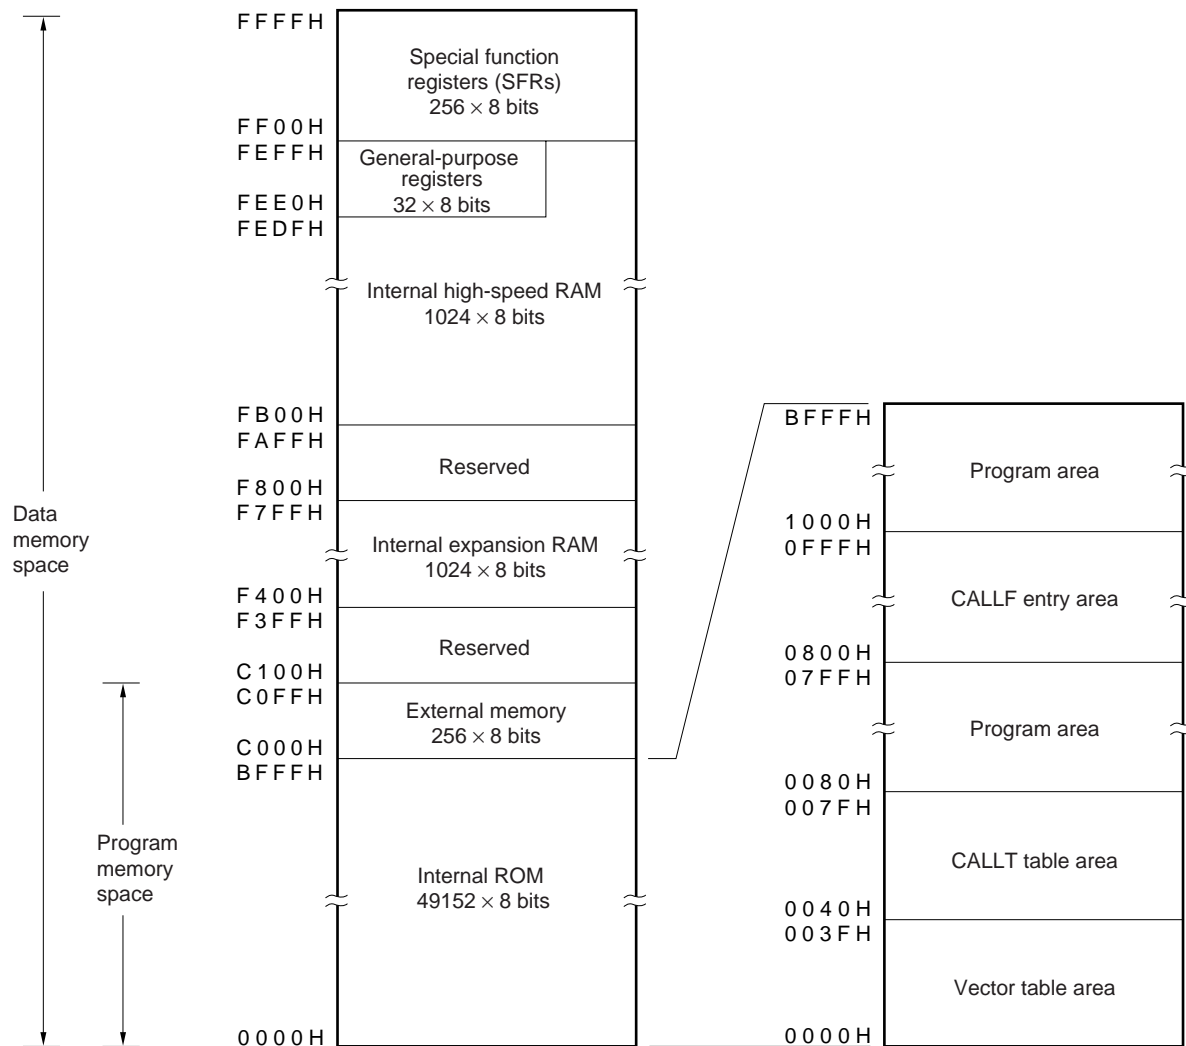 FFFFH
Special function
registers (SFRs)
256 × 8 bits
FF00H
FEFFH
General-purpose
registers
32 × 8 bits
FEE0H
FEDFH
Internal high-speed RAM
1024 × 8 bits
FB00H
FAFFH
Reserved
F800H
F7FFH
Internal expansion RAM
1024 × 8 bits
F400H
F3FFH
Reserved
C100H
C0FFH
External memory
256 × 8 bits
C000H
BFFFH
Internal ROM
49152 × 8 bits
0000H
Data
memory
space
Program
memory
space
BFFFH
Program area
1000H
0FFFH
CALLF entry area
0800H
07FFH
Program area
0080H
007FH
CALLT table area
0040H
003FH
Vector table area
0000H